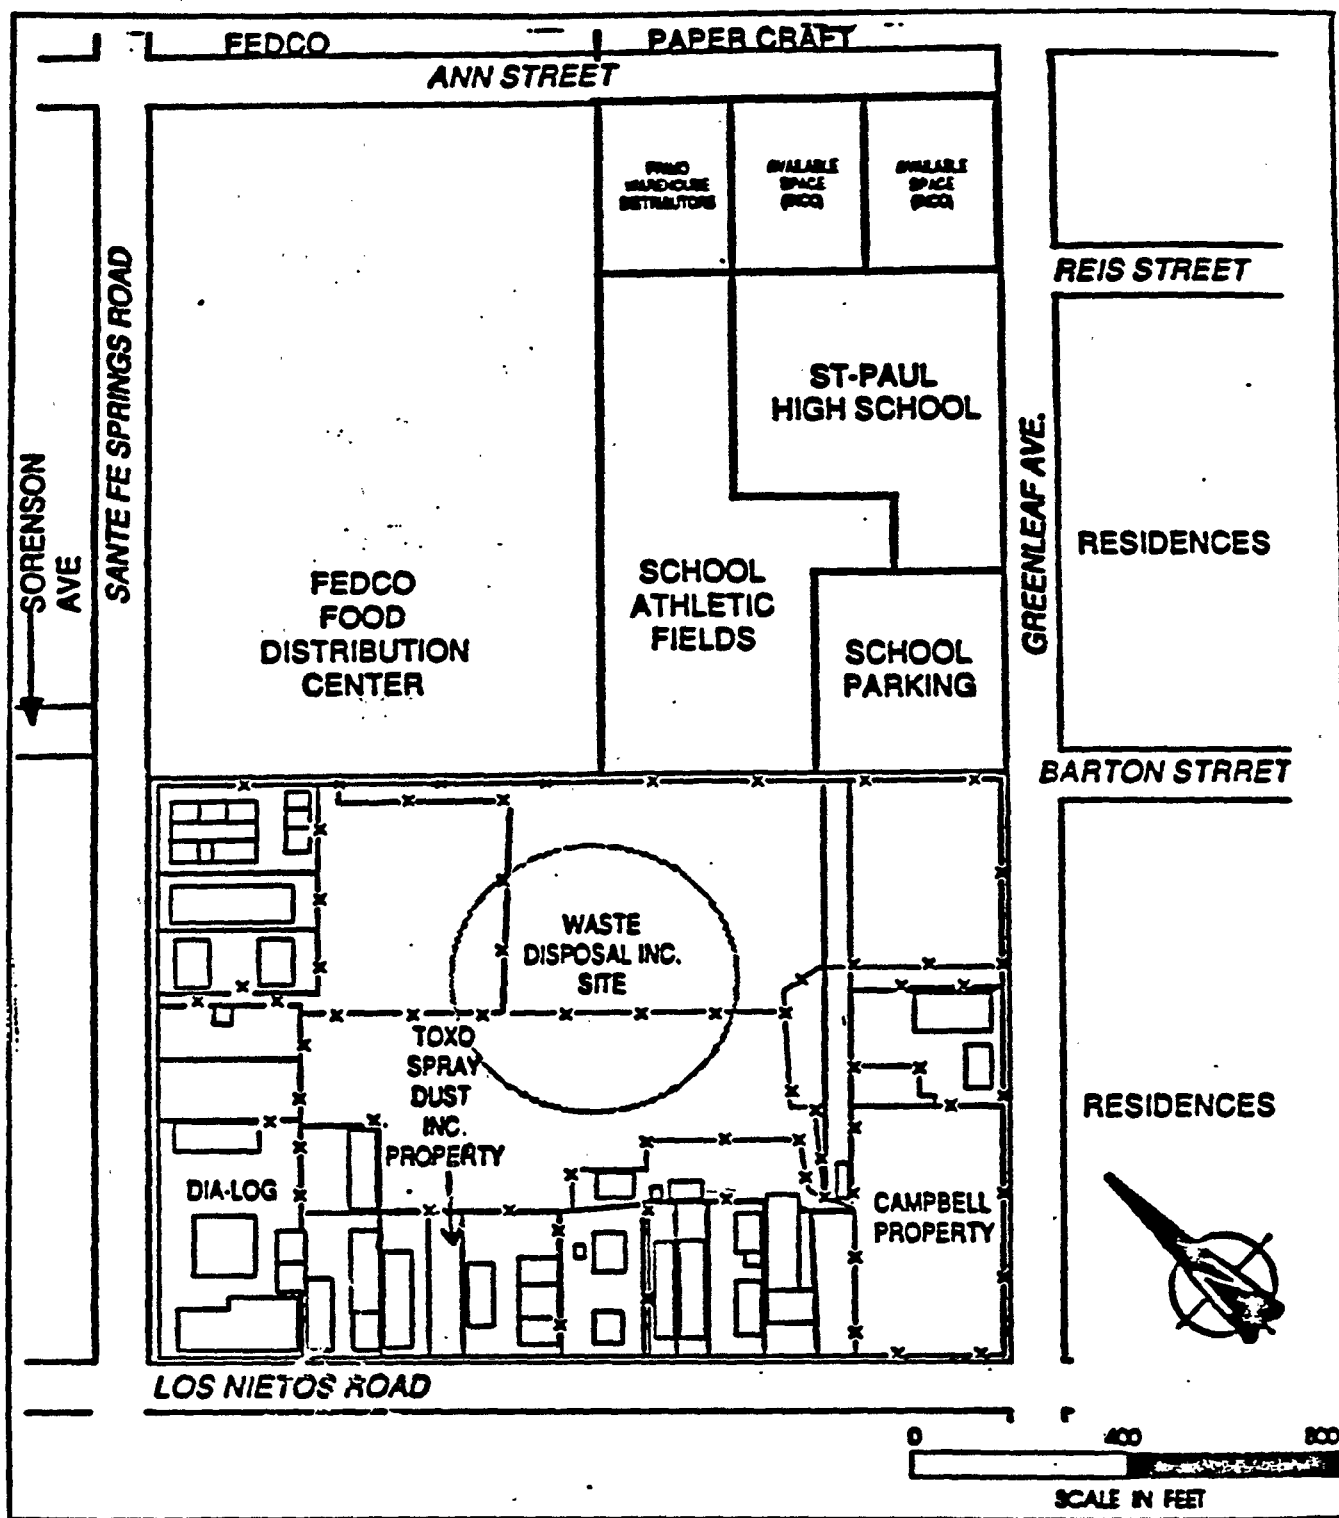 FEDCO
PAPER CRAFT
ANN STREET
WAREHOUSE
DISTRIBUTORS
AVAILABLE
SPACE
AVAILABLE
SPACE
REIS STREET
SANTE FE SPRINGS ROAD
ST-PAUL
HIGH SCHOOL
GREENLEAF AVE.
SORENSON
AVE
RESIDENCES
FEDCO
FOOD
DISTRIBUTION
CENTER
SCHOOL
ATHLETIC
FIELDS
SCHOOL
PARKING
BARTON STRRET
WASTE
DISPOSAL INC.
SITE
TOXO
SPRAY
DUST
INC.
PROPERTY
RESIDENCES
DIA-LOG
CAMPBELL
PROPERTY
LOS NIETOS ROAD
0 400 800
SCALE IN FEET